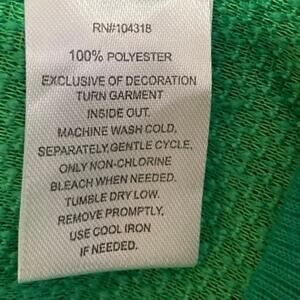 RN#104318
100% POLYESTER
EXCLUSIVE OF DECORATION
TURN GARMENT
INSIDE OUT.
MACHINE WASH COLD,
SEPARATELY,GENTLE CYCLE,
ONLY NON-CHLORINE
BLEACH WHEN NEEDED.
TUMBLE DRY LOW.
REMOVE PROMPTLY,
USE COOL IRON
IF NEEDED.